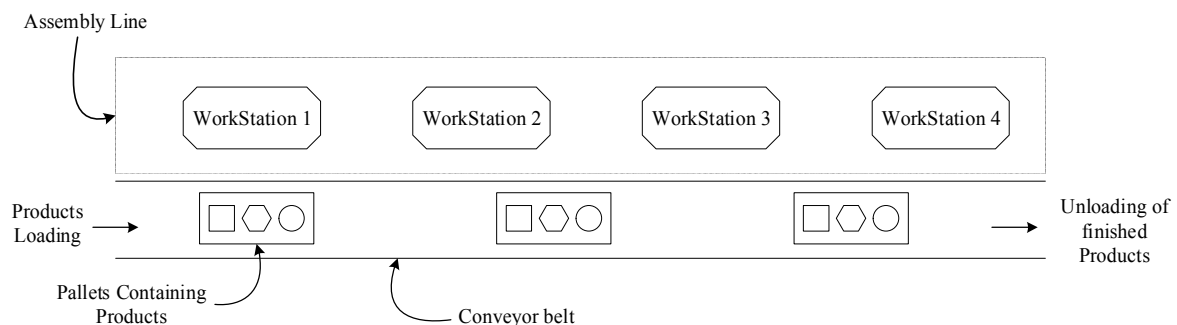 Assembly Line
WorkStation 1
WorkStation 2
WorkStation 3
WorkStation 4
Products
Loading
Unloading of
finished
Products
Pallets Containing
Products
Conveyor belt